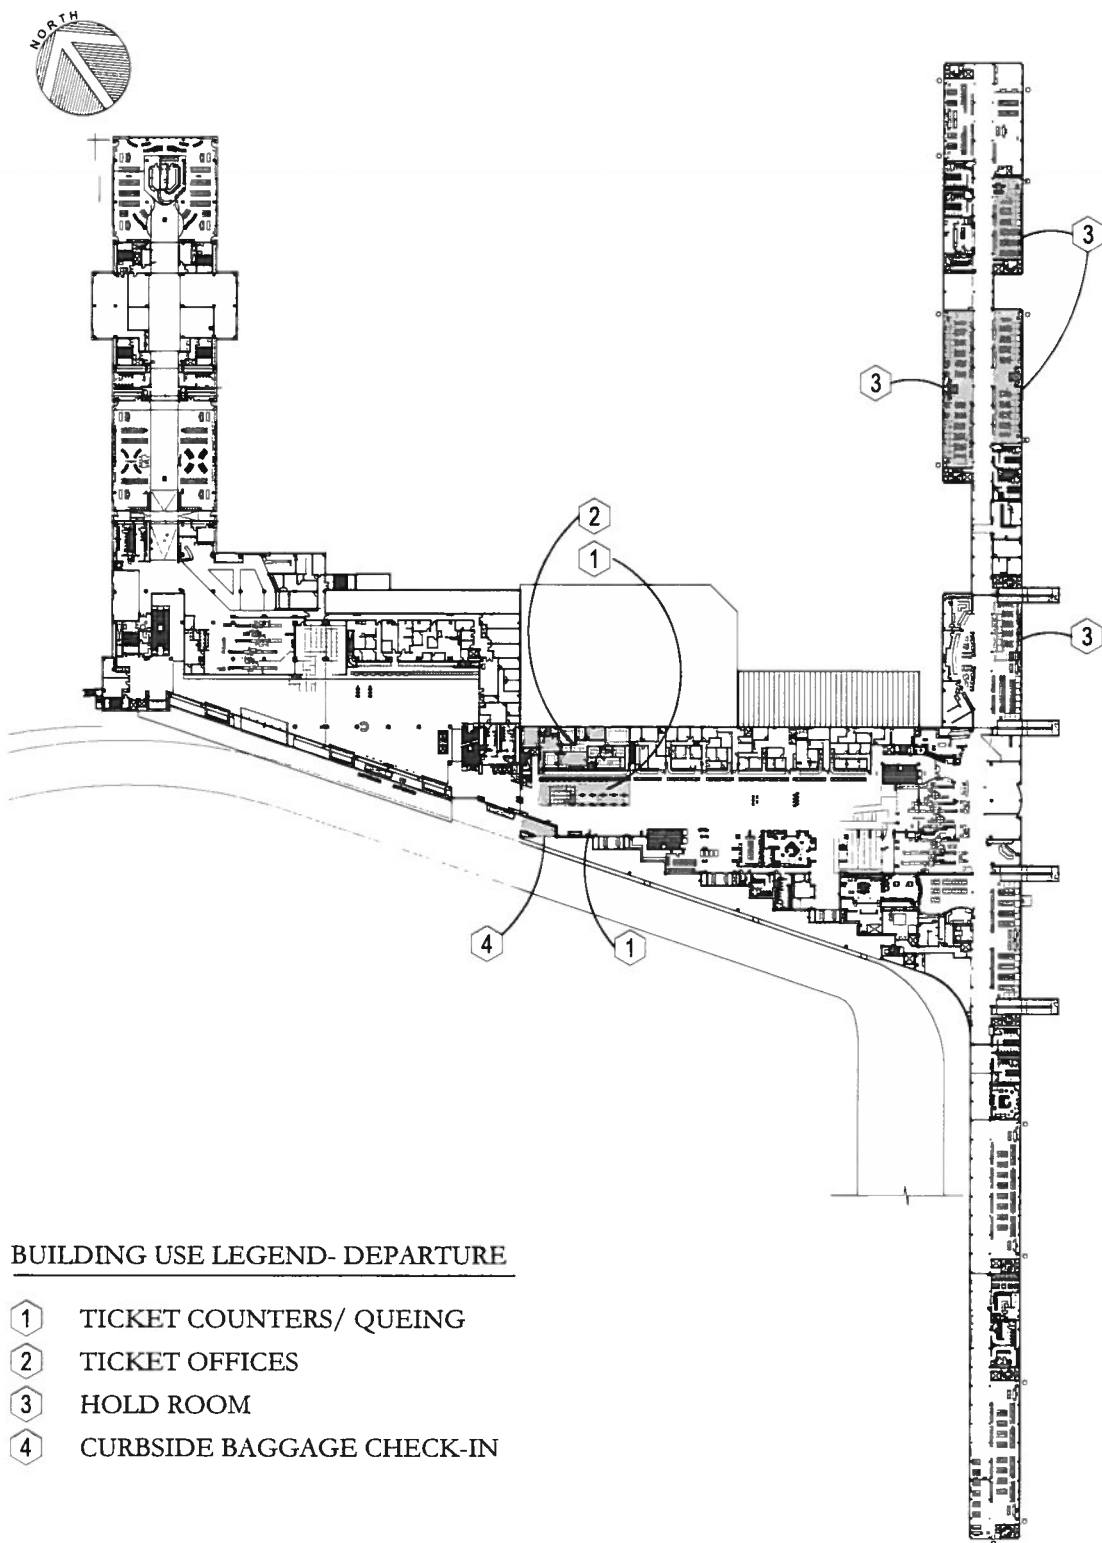 NORTH
3
3
2
1
3
4
1
BUILDING USE LEGEND- DEPARTURE
1 TICKET COUNTERS/ QUEING
2 TICKET OFFICES
3 HOLD ROOM
4 CURBSIDE BAGGAGE CHECK-IN